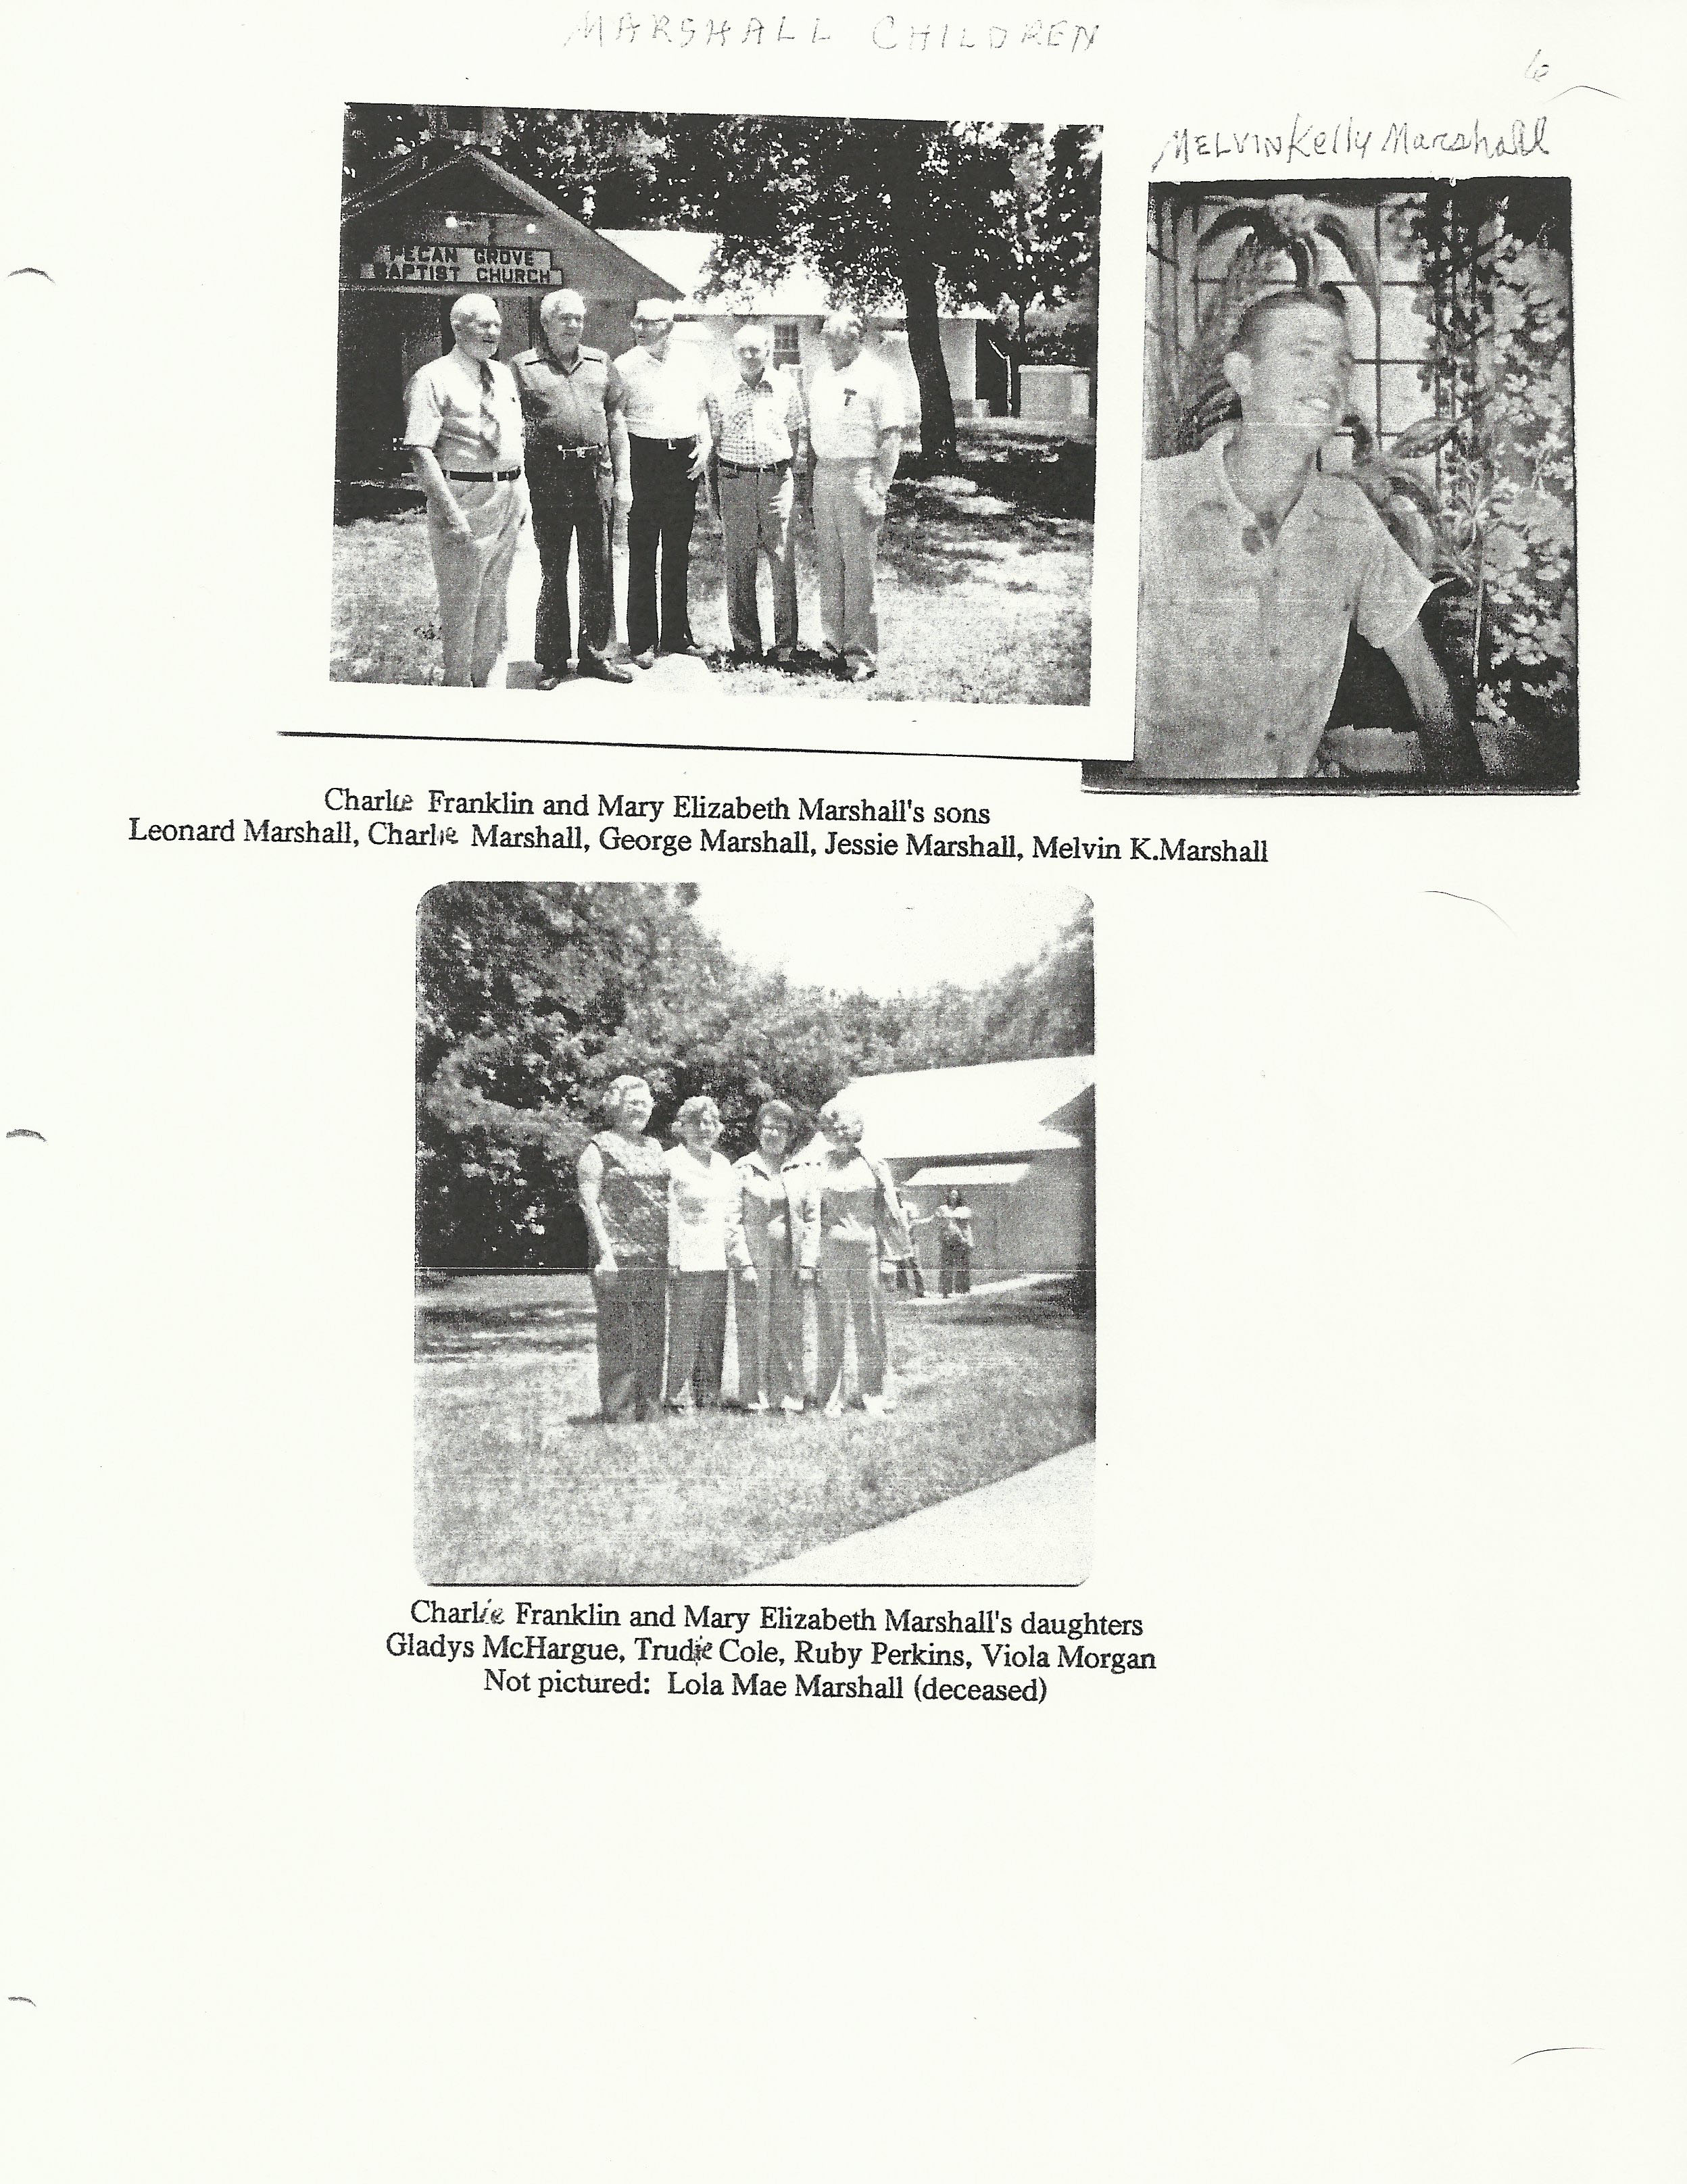 MARSHALL CHILDREN
6
MELVIN Kelly Marshall
PECAN GROVE
BAPTIST CHURCH
T
Charlie Franklin and Mary Elizabeth Marshall's sons
Leonard Marshall, Charlie Marshall, George Marshall, Jessie Marshall, Melvin K.Marshall
Charlie Franklin and Mary Elizabeth Marshall's daughters
Gladys McHargue, Trudie Cole, Ruby Perkins, Viola Morgan
Not pictured: Lola Mae Marshall (deceased)